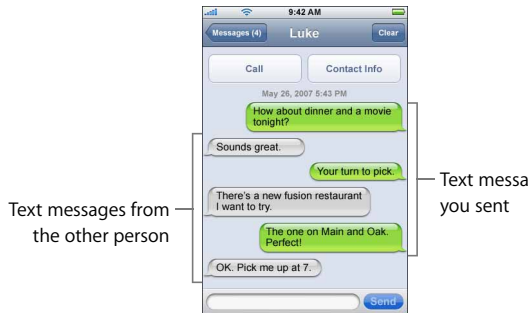 9:42 AM
Messages (4) Luke Clear
Call Contact Info
May 26, 2007 5:43 PM
How about dinner and a movie
tonight?
Sounds great.
Your turn to pick.
There's a new fusion restaurant
I want to try.
The one on Main and Oak.
Perfect!
OK. Pick me up at 7.
Send
Text messages from
the other person
Text messa
you sent